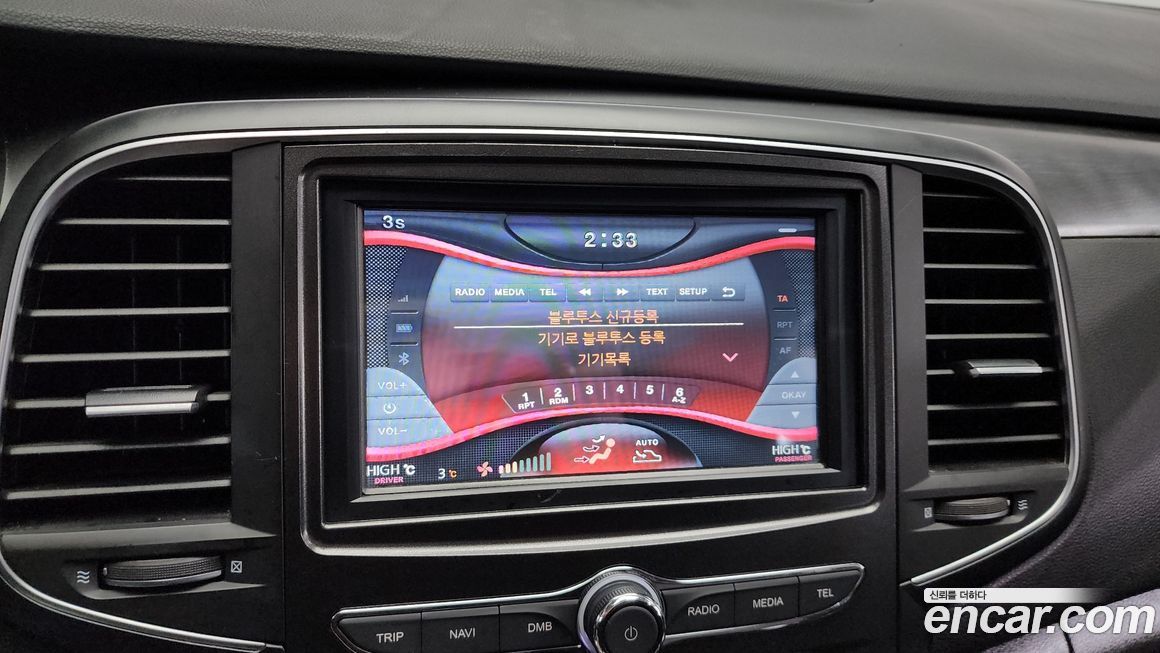 3s
2:33
RADIO MEDIA TEL TEXT SETUP
TA
블루투스 신규등록
RPT
기기로 블루투스 등록
AF
기기목록
VOL+
1 RPT 2 RDM 3 4 5 6 A-Z
OKAY
VOL-
AUTO
HIGH °C
DRIVER
3 °C
HIGH °C
PASSENGER
TRIP NAVI DMB RADIO MEDIA TEL
신뢰를 더하다
encar.com